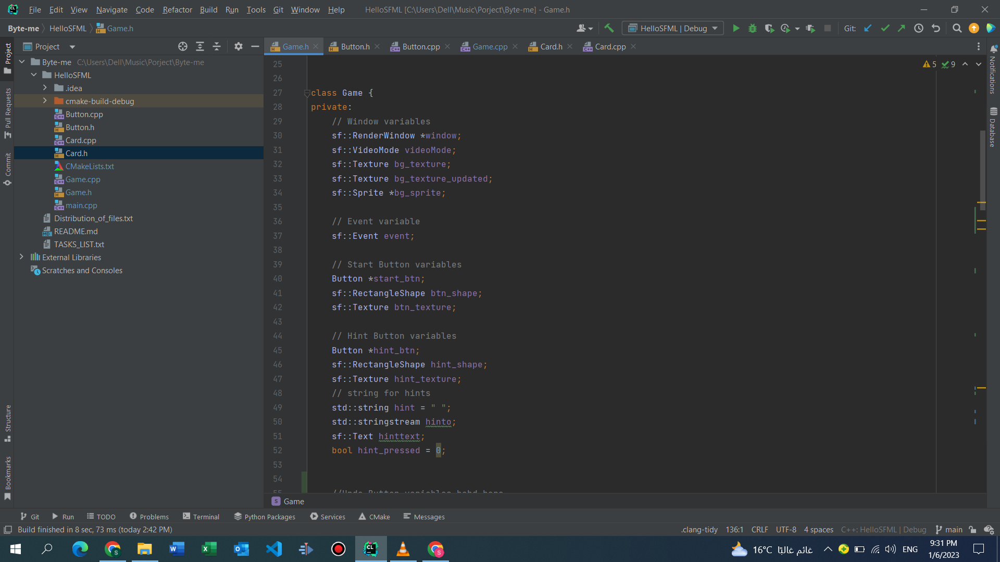 File Edit View Navigate Code Refactor Build Run Tools Git Window Help HelloSFML [C:\Users\Dell\Music\Porject\Byte-me] - Game.h
Byte-me HelloSFML Game.h HelloSFML | Debug Git:
Project
Game.h Button.h Button.cpp Game.cpp Card.h Card.cpp
Byte-me C:\Users\Dell\Music\Porject\Byte-me
HelloSFML
.idea
cmake-build-debug
Button.cpp
Button.h
Card.cpp
Card.h
CMakeLists.txt
Game.cpp
Game.h
main.cpp
Distribution_of_files.txt
README.md
TASKS_LIST.txt
External Libraries
Scratches and Consoles
Project
Pull Requests
Commit
Structure
Bookmarks
5 9
25
26
27 class Game {
28 private:
29 // Window variables
30 sf::RenderWindow *window;
31 sf::VideoMode videoMode;
32 sf::Texture bg_texture;
33 sf::Texture bg_texture_updated;
34 sf::Sprite *bg_sprite;
35
36 // Event variable
37 sf::Event event;
38
39 // Start Button variables
40 Button *start_btn;
41 sf::RectangleShape btn_shape;
42 sf::Texture btn_texture;
43
44 // Hint Button variables
45 Button *hint_btn;
46 sf::RectangleShape hint_shape;
47 sf::Texture hint_texture;
48 // string for hints
49 std::string hint = " ";
50 std::stringstream hinto;
51 sf::Text hinttext;
52 bool hint_pressed = 0;
53
54
55 //Undo Button variables
Game
Notifications
Database
Git Run TODO Problems Terminal Python Packages Services CMake Messages
Build finished in 8 sec, 73 ms (today 2:42 PM) .clang-tidy 136:1 CRLF UTF-8 4 spaces C++: HelloSFML | Debug main
16°C غائم غالبًا ENG 9:31 PM
1/6/2023